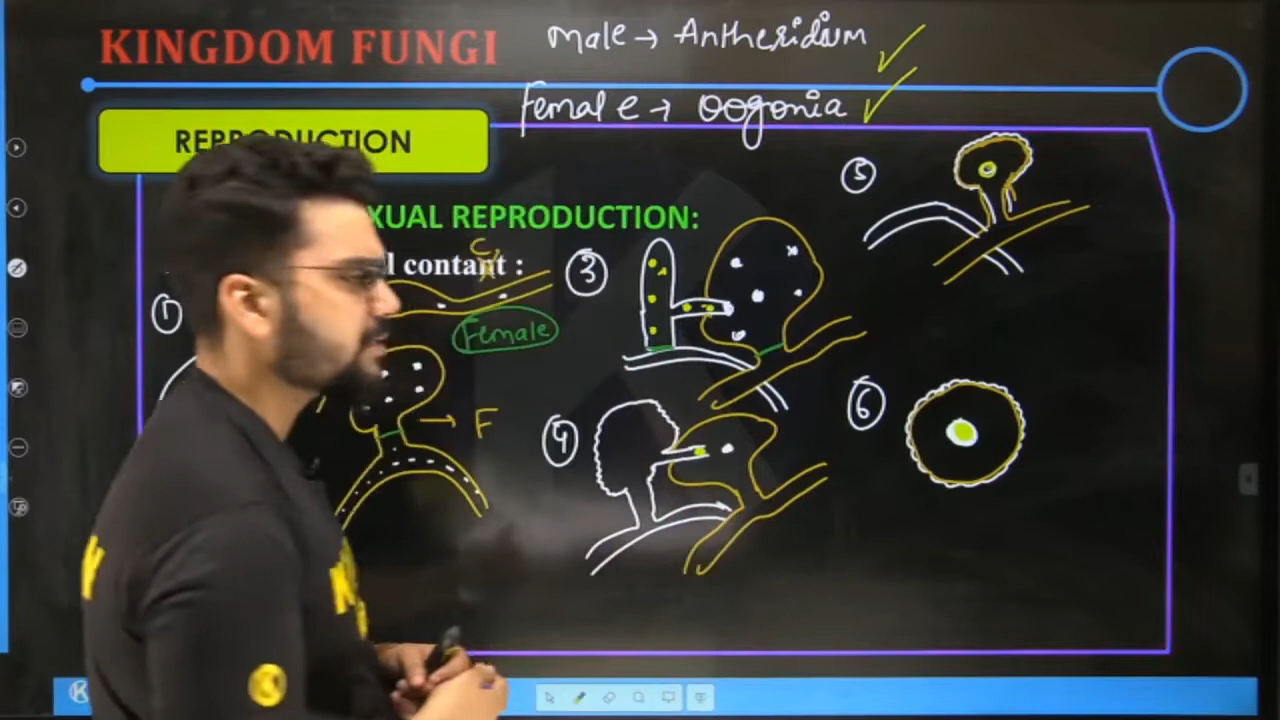 KINGDOM FUNGI
Male → Antheridium
Female → oogonia
REPRODUCTION
XUAL REPRODUCTION:
l contant :
C
①
Female
F
③
④
⑤
⑥